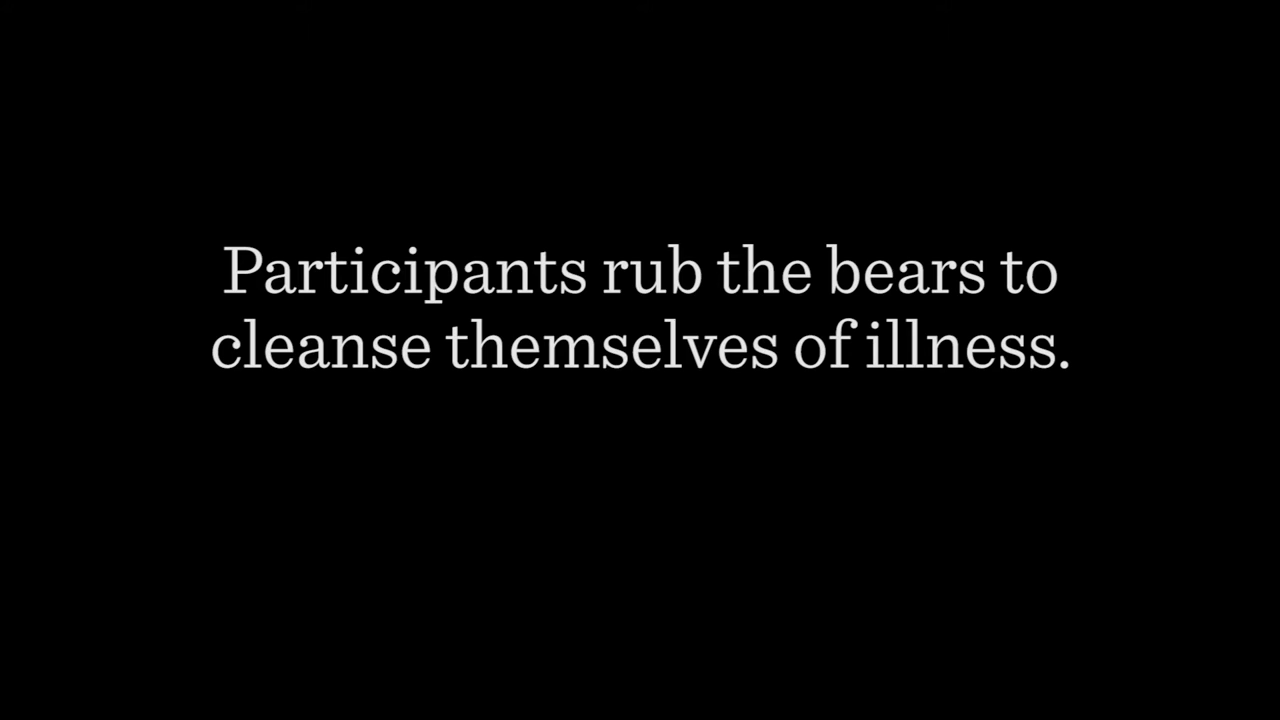 Participants rub the bears to
cleanse themselves of illness.